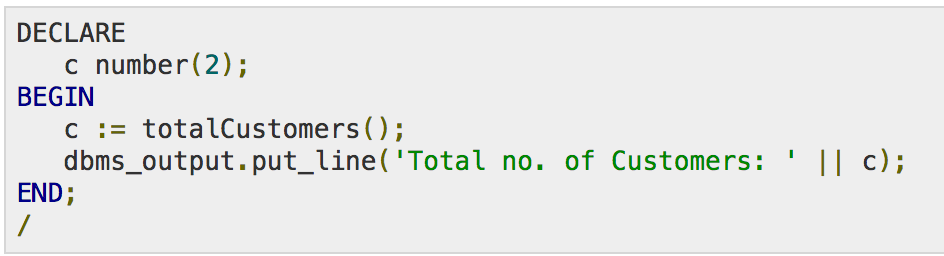 DECLARE
   c number(2);
BEGIN
   c := totalCustomers();
   dbms_output.put_line('Total no. of Customers: ' || c);
END;
/